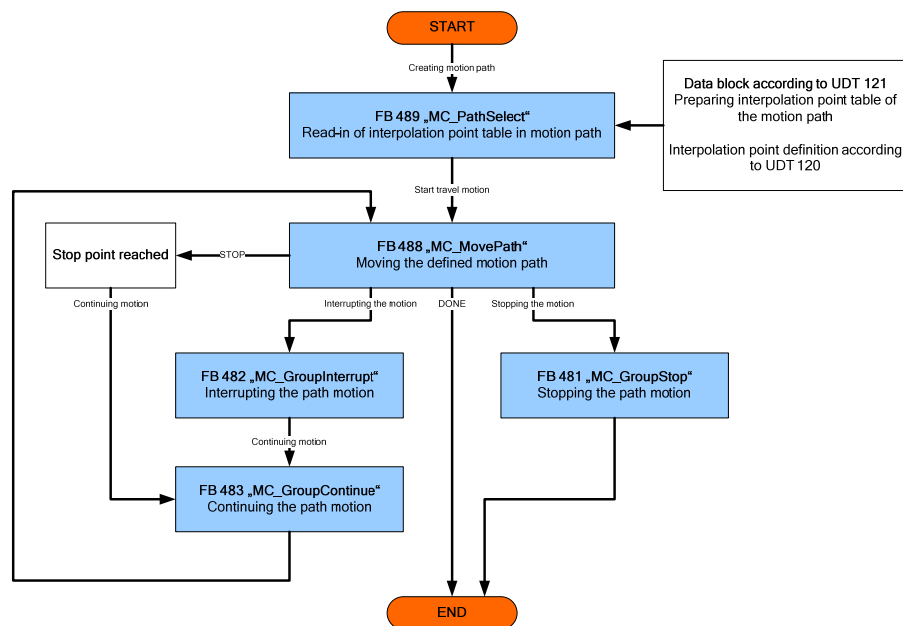 START
Creating motion path
Data block according to UDT 121
Preparing interpolation point table of
the motion path
Interpolation point definition according
to UDT 120
FB 489 „MC_PathSelect“
Read-in of interpolation point table in motion path
Start travel motion
FB 488 „MC_MovePath“
Moving the defined motion path
Stop point reached
STOP
Continuing motion
Interrupting the motion
DONE
Stopping the motion
FB 482 „MC_GroupInterrupt“
Interrupting the path motion
FB 481 „MC_GroupStop“
Stopping the path motion
Continuing motion
FB 483 „MC_GroupContinue“
Continuing the path motion
END